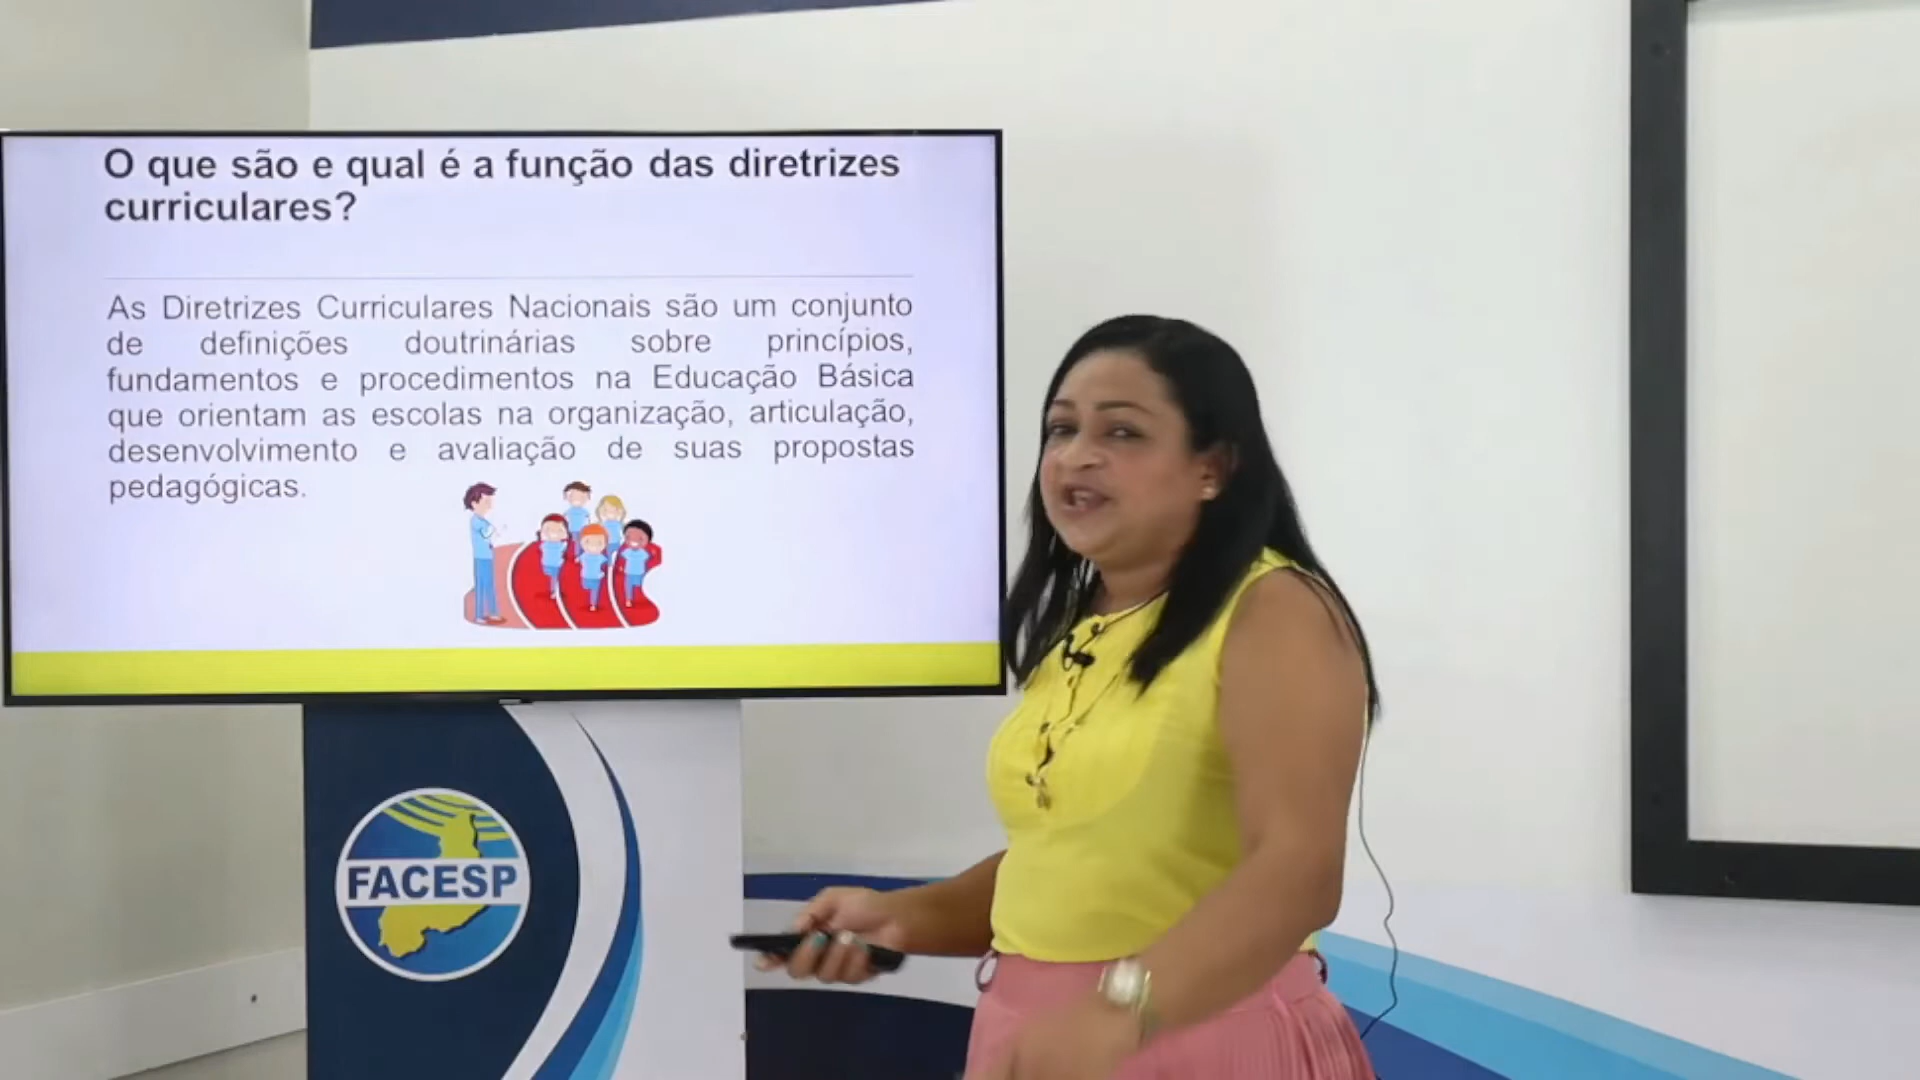 O que são e qual é a função das diretrizes
curriculares?
As Diretrizes Curriculares Nacionais são um conjunto
de definições doutrinárias sobre princípios,
fundamentos e procedimentos na Educação Básica
que orientam as escolas na organização, articulação,
desenvolvimento e avaliação de suas propostas
pedagógicas.
FACESP